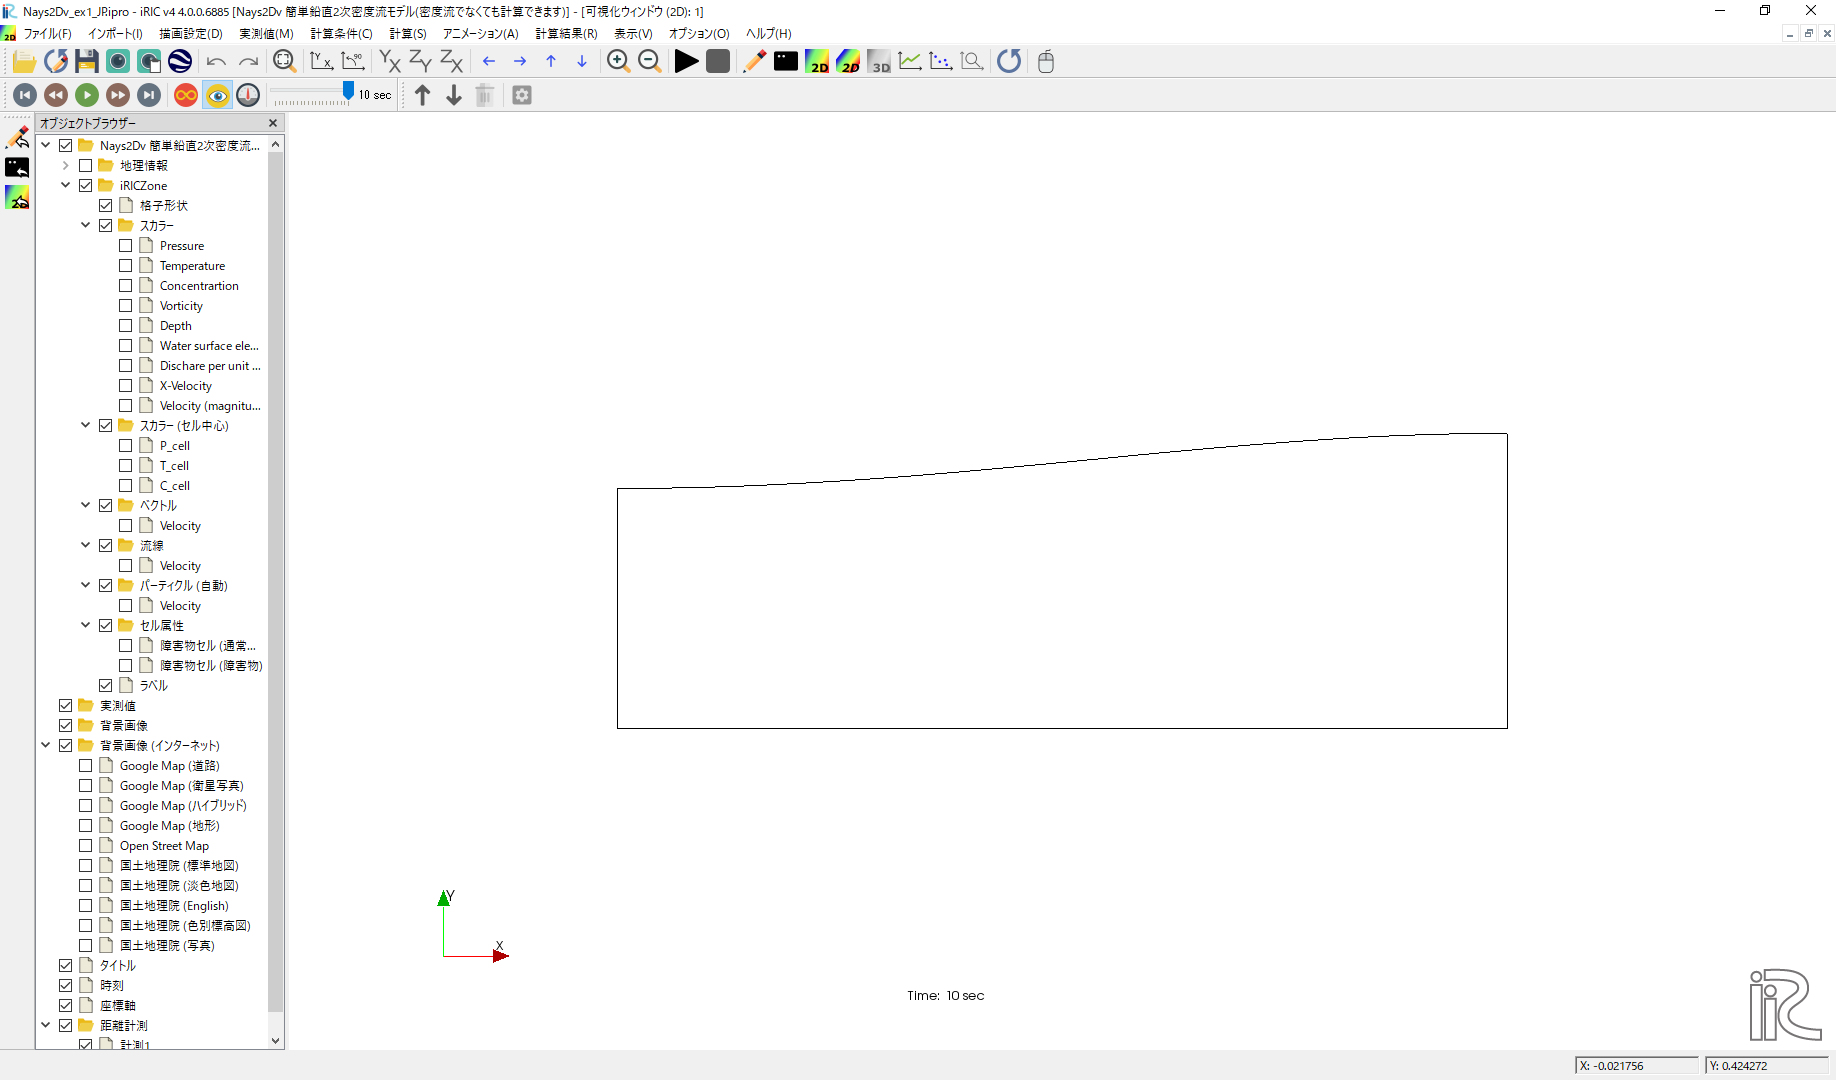 Nays2Dv_ex1_JP.ipro - iRIC v4 4.0.0.6885 [Nays2Dv 簡単鉛直2次密度流モデル(密度流でなくても計算できます)] - [可視化ウィンドウ (2D): 1]
ファイル(F) インポート(I) 描画設定(D) 実測値(M) 計算条件(C) 計算(S) アニメーション(A) 計算結果(R) 表示(V) オプション(O) ヘルプ(H)
10 sec
オブジェクトブラウザー
Nays2Dv 簡単鉛直2次密度流...
地理情報
iRICZone
格子形状
スカラー
Pressure
Temperature
Concentrartion
Vorticity
Depth
Water surface ele...
Dischare per unit ...
X-Velocity
Velocity (magnitu...
スカラー (セル中心)
P_cell
T_cell
C_cell
ベクトル
Velocity
流線
Velocity
パーティクル (自動)
Velocity
セル属性
障害物セル (通常...
障害物セル (障害物)
ラベル
実測値
背景画像
背景画像 (インターネット)
Google Map (道路)
Google Map (衛星写真)
Google Map (ハイブリッド)
Google Map (地形)
Open Street Map
国土地理院 (標準地図)
国土地理院 (淡色地図)
国土地理院 (English)
国土地理院 (色別標高図)
国土地理院 (写真)
タイトル
時刻
座標軸
距離計測
計測1
Y
X
Time: 10 sec
iRIC
X: -0.021756
Y: 0.424272